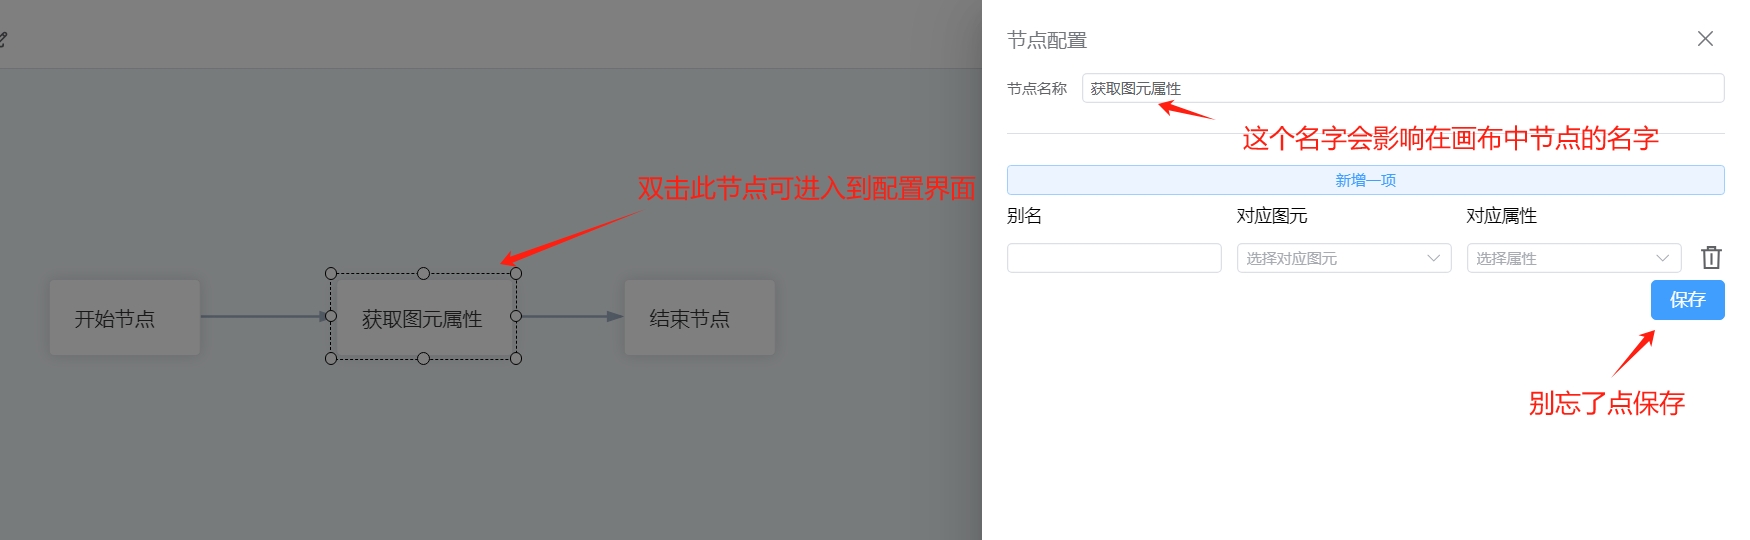 双击此节点可进入到配置界面
开始节点
获取图元属性
结束节点
节点配置
节点名称
获取图元属性
这个名字会影响在画布中节点的名字
新增一项
别名 对应图元 对应属性
选择对应图元 选择属性
保存
别忘了点保存